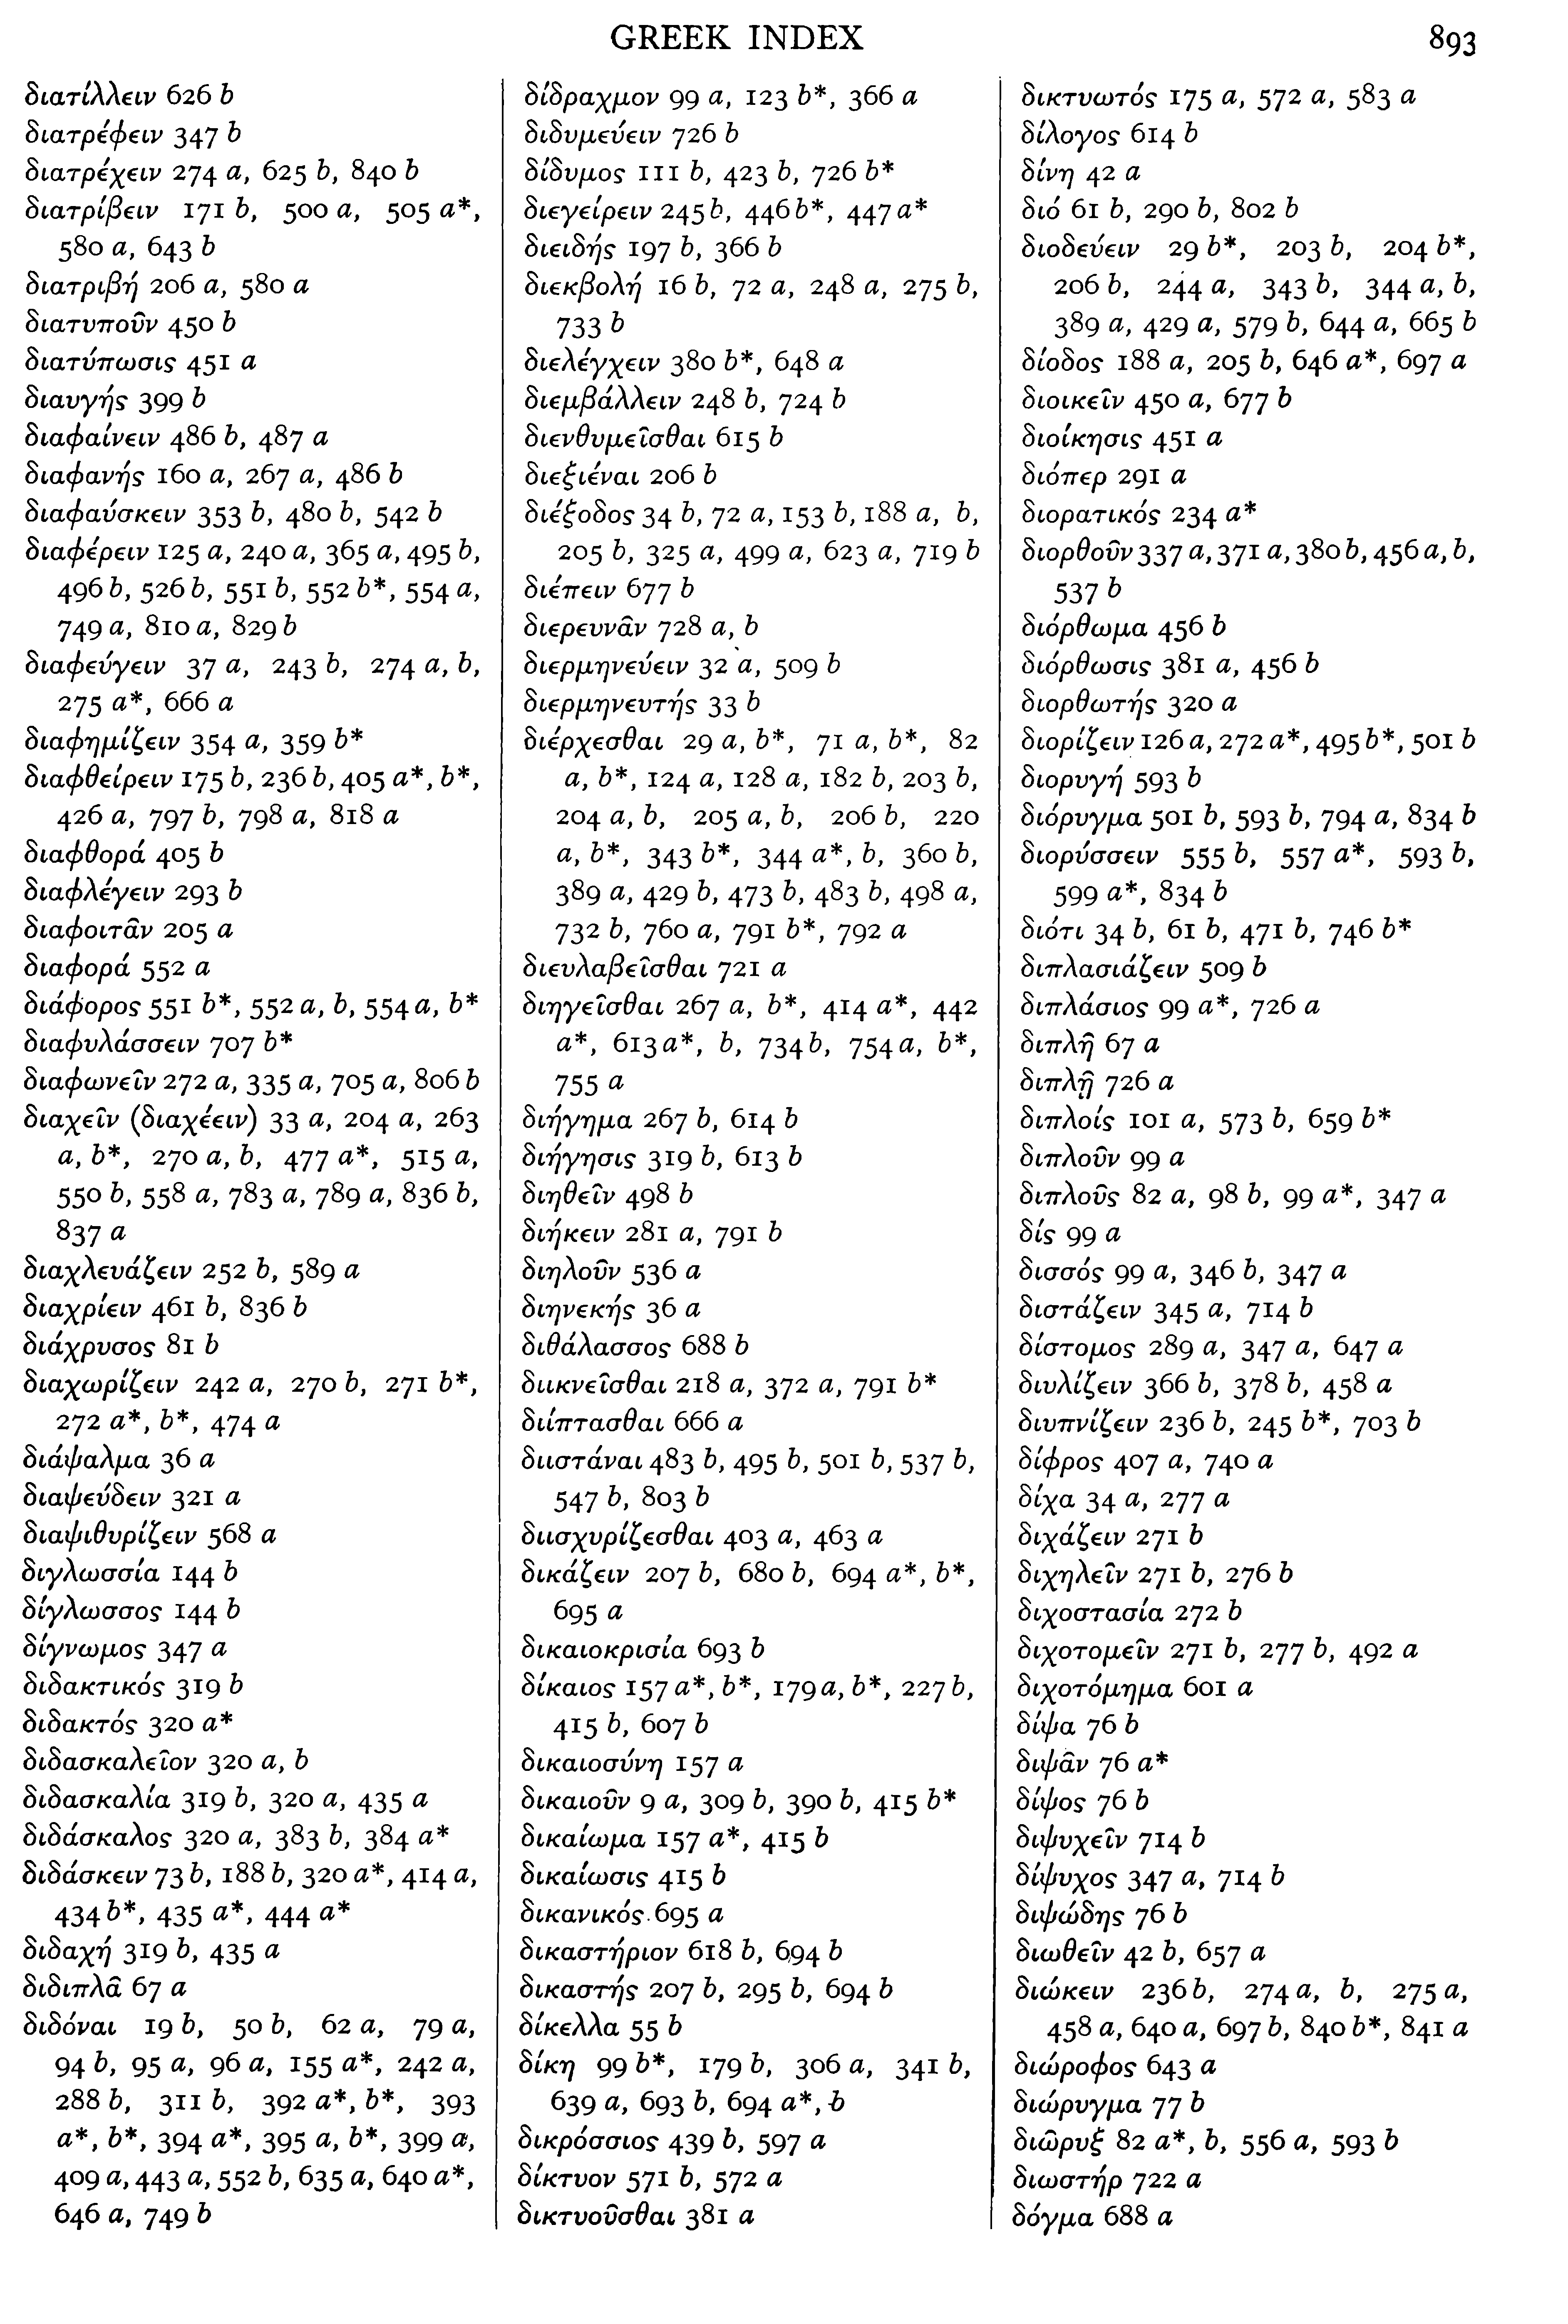 GREEK INDEX 893
διατίλλειν 626 b
διατρέφειν 347 b
διατρέχειν 274 a, 625 b, 840 b
διατρίβειν 171 b, 500 a, 505 a*,
580 a, 643 b
διατριβή 206 a, 580 a
διατυποῦν 450 b
διατύπωσις 451 a
διαυγής 399 b
διαφαίνειν 486 b, 487 a
διαφανής 160 a, 267 a, 486 b
διαφαύσκειν 353 b, 480 b, 542 b
διαφέρειν 125 a, 240 a, 365 a, 495 b,
496 b, 526 b, 551 b, 552 b*, 554 a,
749 a, 810 a, 829 b
διαφεύγειν 37 a, 243 b, 274 a, b,
275 a*, 666 a
διαφημίζειν 354 a, 359 b*
διαφθείρειν 175 b, 236 b, 405 a*, b*,
426 a, 797 b, 798 a, 818 a
διαφθορά 405 b
διαφλέγειν 293 b
διαφοιτᾶν 205 a
διαφορά 552 a
διάφορος 551 b*, 552 a, b, 554 a, b*
διαφυλάσσειν 707 b*
διαφωνεῖν 272 a, 335 a, 705 a, 806 b
διαχεῖν (διαχέειν) 33 a, 204 a, 263
a, b*, 270 a, b, 477 a*, 515 a,
550 b, 558 a, 783 a, 789 a, 836 b,
837 a
διαχλευάζειν 252 b, 589 a
διαχρίειν 461 b, 836 b
διάχρυσος 81 b
διαχωρίζειν 242 a, 270 b, 271 b*,
272 a*, b*, 474 a
διάψαλμα 36 a
διαψεύδειν 321 a
διαψιθυρίζειν 568 a
διγλωσσία 144 b
δίγλωσσος 144 b
δίγνωμος 347 a
διδακτικός 319 b
διδακτός 320 a*
διδασκαλεῖον 320 a, b
διδασκαλία 319 b, 320 a, 435 a
διδάσκαλος 320 a, 383 b, 384 a*
διδάσκειν 73 b, 188 b, 320 a*, 414 a,
434 b*, 435 a*, 444 a*
διδαχή 319 b, 435 a
διδιπλᾶ 67 a
διδόναι 19 b, 50 b, 62 a, 79 a,
94 b, 95 a, 96 a, 155 a*, 242 a,
288 b, 311 b, 392 a*, b*, 393
a*, b*, 394 a*, 395 a, b*, 399 a,
409 a, 443 a, 552 b, 635 a, 640 a*,
646 a, 749 b
δίδραχμον 99 a, 123 b*, 366 a
διδυμεύειν 726 b
δίδυμος 111 b, 423 b, 726 b*
διεγείρειν 245 b, 446 b*, 447 a*
διειδής 197 b, 366 b
διεκβολή 16 b, 72 a, 248 a, 275 b,
733 b
διελέγχειν 380 b*, 648 a
διεμβάλλειν 248 b, 724 b
διενθυμεῖσθαι 615 b
διεξιέναι 206 b
διέξοδος 34 b, 72 a, 153 b, 188 a, b,
205 b, 325 a, 499 a, 623 a, 719 b
διέπειν 677 b
διερευνᾶν 728 a, b
διερμηνεύειν 32 a, 509 b
διερμηνευτής 33 b
διέρχεσθαι 29 a, b*, 71 a, b*, 82
a, b*, 124 a, 128 a, 182 b, 203 b,
204 a, b, 205 a, b, 206 b, 220
a, b*, 343 b*, 344 a*, b, 360 b,
389 a, 429 b, 473 b, 483 b, 498 a,
732 b, 760 a, 791 b*, 792 a
διευλαβεῖσθαι 721 a
διηγεῖσθαι 267 a, b*, 414 a*, 442
a*, 613 a*, b, 734 b, 754 a, b*,
755 a
διήγημα 267 b, 614 b
διήγησις 319 b, 613 b
διηθεῖν 498 b
διήκειν 281 a, 791 b
διηλοῦν 536 a
διηνεκής 36 a
διθάλασσος 688 b
διικνεῖσθαι 218 a, 372 a, 791 b*
διίπτασθαι 666 a
διιστάναι 483 b, 495 b, 501 b, 537 b,
547 b, 803 b
διισχυρίζεσθαι 403 a, 463 a
δικάζειν 207 b, 680 b, 694 a*, b*,
695 a
δικαιοκρισία 693 b
δίκαιος 157 a*, b*, 179 a, b*, 227 b,
415 b, 607 b
δικαιοσύνη 157 a
δικαιοῦν 9 a, 309 b, 390 b, 415 b*
δικαίωμα 157 a*, 415 b
δικαίωσις 415 b
δικανικός 695 a
δικαστήριον 618 b, 694 b
δικαστής 207 b, 295 b, 694 b
δίκελλα 55 b
δίκη 99 b*, 179 b, 306 a, 341 b,
639 a, 693 b, 694 a*, b
δικρόσσιος 439 b, 597 a
δίκτυον 571 b, 572 a
δικτυοῦσθαι 381 a
δικτυωτός 175 a, 572 a, 583 a
δίλογος 614 b
δίνη 42 a
διό 61 b, 290 b, 802 b
διοδεύειν 29 b*, 203 b, 204 b*,
206 b, 244 a, 343 b, 344 a, b,
389 a, 429 a, 579 b, 644 a, 665 b
δίοδος 188 a, 205 b, 646 a*, 697 a
διοικεῖν 450 a, 677 b
διοίκησις 451 a
διόπερ 291 a
διορατικός 234 a*
διορθοῦν 337 a, 371 a, 380 b, 456 a, b,
537 b
διόρθωμα 456 b
διόρθωσις 381 a, 456 b
διορθωτής 320 a
διορίζειν 126 a, 272 a*, 495 b*, 501 b
διορυγή 593 b
διόρυγμα 501 b, 593 b, 794 a, 834 b
διορύσσειν 555 b, 557 a*, 593 b,
599 a*, 834 b
διότι 34 b, 61 b, 471 b, 746 b*
διπλασιάζειν 509 b
διπλάσιος 99 a*, 726 a
διπλῆ 67 a
διπλῇ 726 a
διπλοίς 101 a, 573 b, 659 b*
διπλοῦν 99 a
διπλοῦς 82 a, 98 b, 99 a*, 347 a
δίς 99 a
δισσός 99 a, 346 b, 347 a
διστάζειν 345 a, 714 b
δίστομος 289 a, 347 a, 647 a
διυλίζειν 366 b, 378 b, 458 a
διυπνίζειν 236 b, 245 b*, 703 b
δίφρος 407 a, 740 a
δίχα 34 a, 277 a
διχάζειν 271 b
διχηλεῖν 271 b, 276 b
διχοστασία 272 b
διχοτομεῖν 271 b, 277 b, 492 a
διχοτόμημα 601 a
δίψα 76 b
διψᾶν 76 a*
δίψος 76 b
διψυχεῖν 714 b
δίψυχος 347 a, 714 b
διψώδης 76 b
διωθεῖν 42 b, 657 a
διώκειν 236 b, 274 a, b, 275 a,
458 a, 640 a, 697 b, 840 b*, 841 a
διώροφος 643 a
διώρυγμα 77 b
διῶρυξ 82 a*, b, 556 a, 593 b
διωστήρ 722 a
δόγμα 688 a